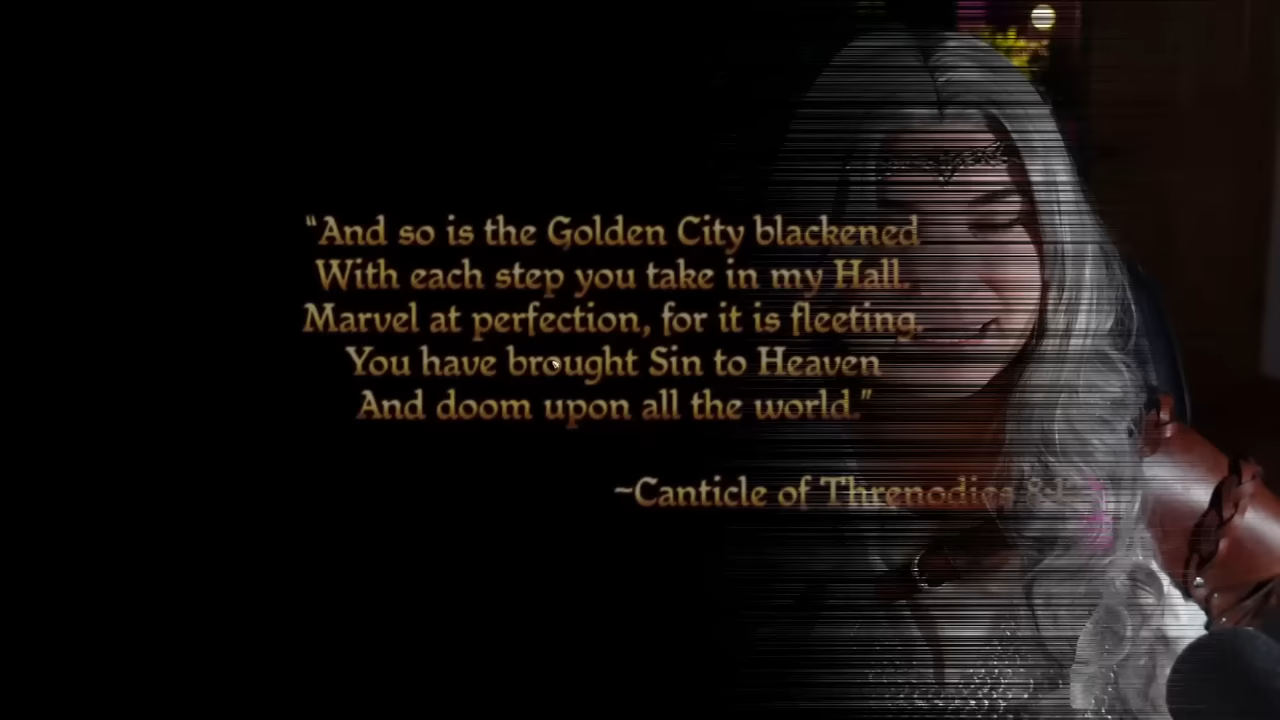 “And so is the Golden City blackened
With each step you take in my Hall.
Marvel at perfection, for it is fleeting.
You have brought Sin to Heaven
And doom upon all the world.”
~Canticle of Threnodies